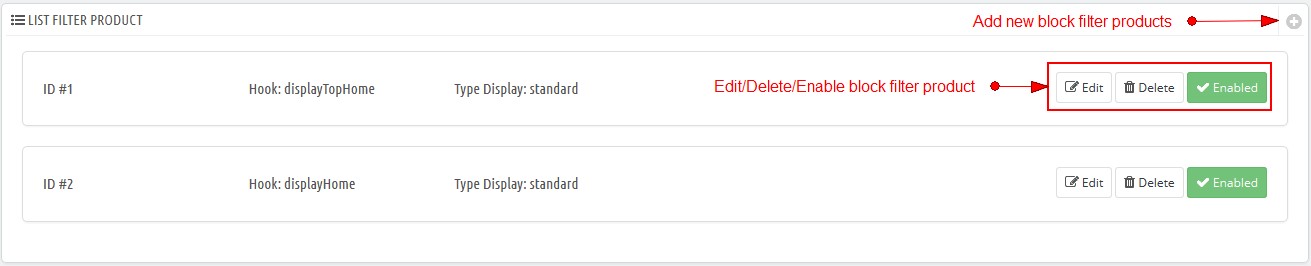 LIST FILTER PRODUCT
Add new block filter products
ID #1
Hook: displayTopHome
Type Display: standard
Edit/Delete/Enable block filter product
Edit
Delete
Enabled
ID #2
Hook: displayHome
Type Display: standard
Edit
Delete
Enabled